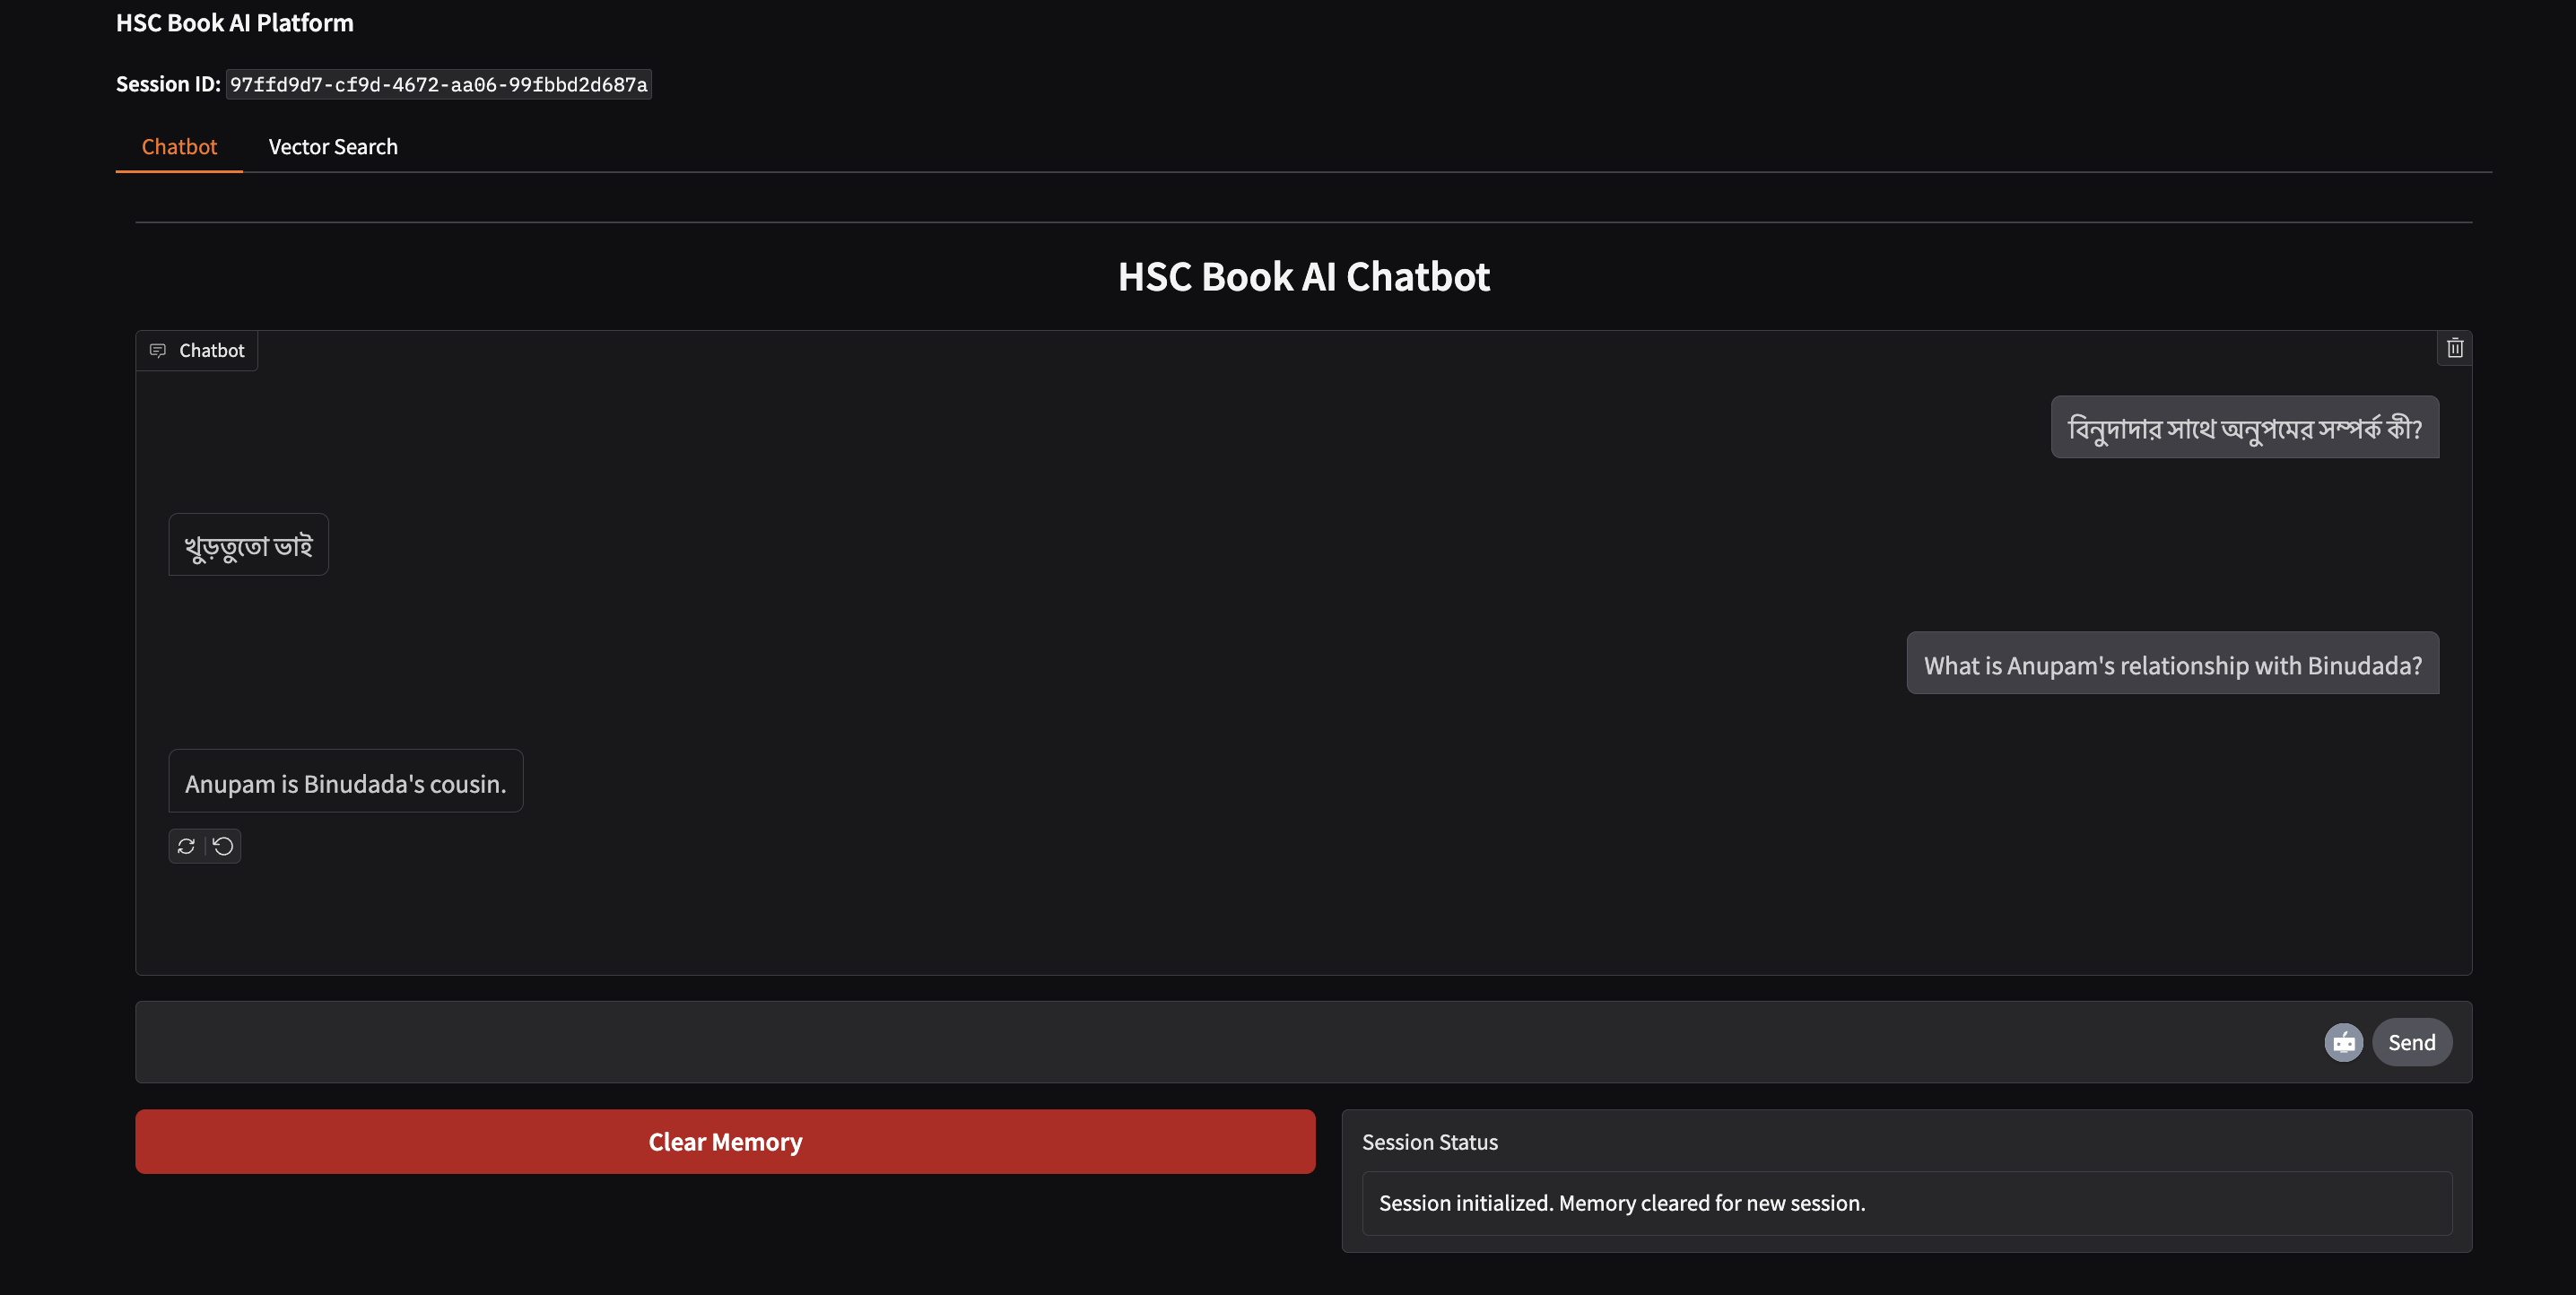 HSC Book AI Platform
Session ID: 97ffd9d7-cf9d-4672-aa06-99fbbd2d687a
Chatbot Vector Search
HSC Book AI Chatbot
Chatbot
বিনুদাদার সাথে অনুপমের সম্পর্ক কী?
খুড়তুতো ভাই
What is Anupam's relationship with Binudada?
Anupam is Binudada's cousin.
Send
Clear Memory
Session Status
Session initialized. Memory cleared for new session.